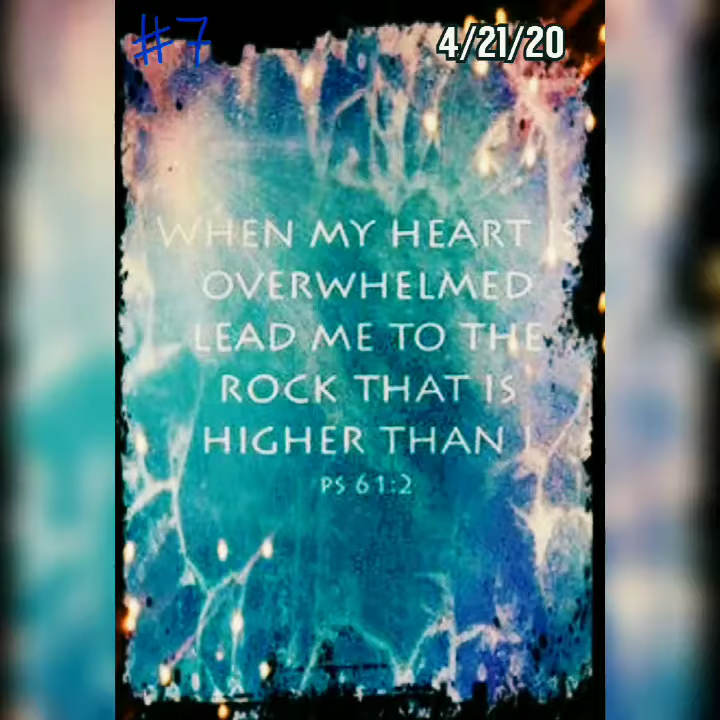 #7
4/21/20
WHEN MY HEART IS
OVERWHELMED
LEAD ME TO THE
ROCK THAT IS
HIGHER THAN I
PS 61:2